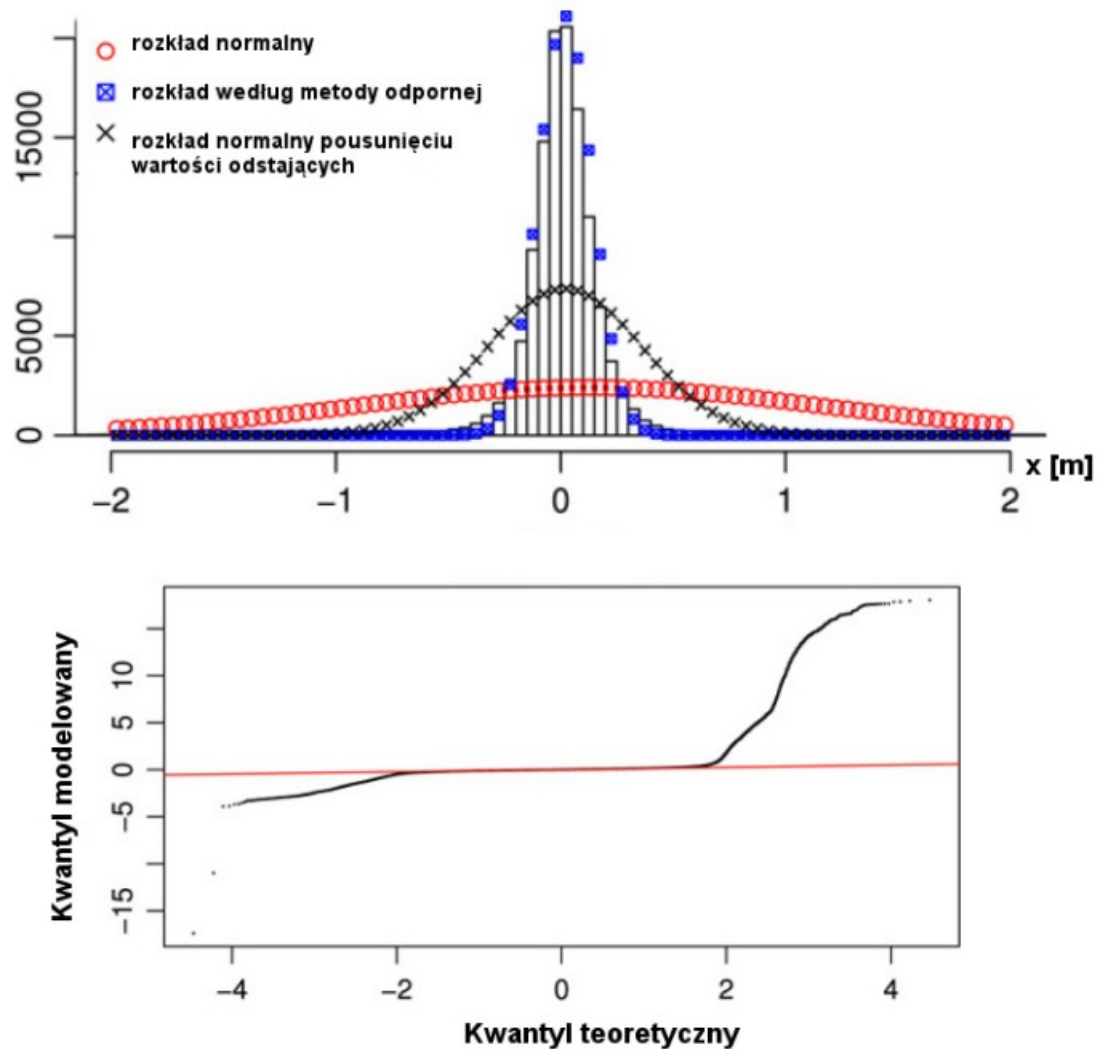 rozkład normalny
rozkład według metody odpornej
rozkład normalny pousunięciu
wartości odstających
15000
5000
0
x [m]
−2 −1 0 1 2
Kwantyl modelowany
10
5
0
−5
−15
−4 −2 0 2 4
Kwantyl teoretyczny